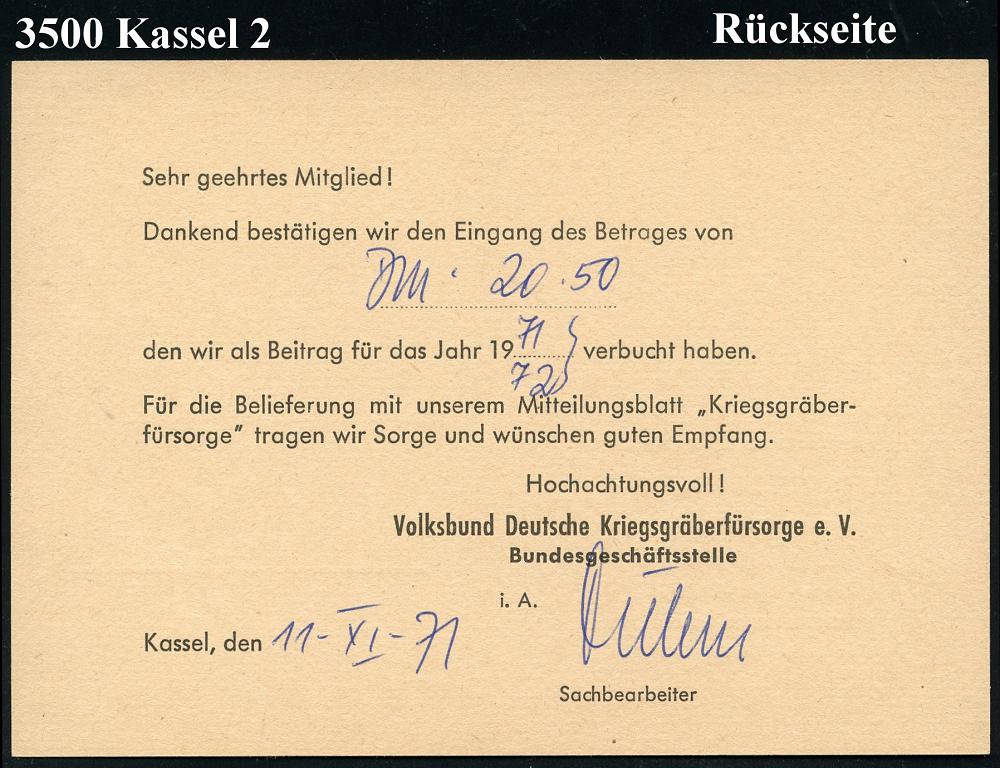 3500 Kassel 2
Rückseite
Sehr geehrtes Mitglied!
Dankend bestätigen wir den Eingang des Betrages von
DM. 20.50
den wir als Beitrag für das Jahr 1971 verbucht haben.
72
Für die Belieferung mit unserem Mitteilungsblatt „Kriegsgräber-
fürsorge” tragen wir Sorge und wünschen guten Empfang.
Hochachtungsvoll!
Volksbund Deutsche Kriegsgräberfürsorge e. V.
Bundesgeschäftsstelle
i. A.
Kassel, den 11-XI-71
Sachbearbeiter